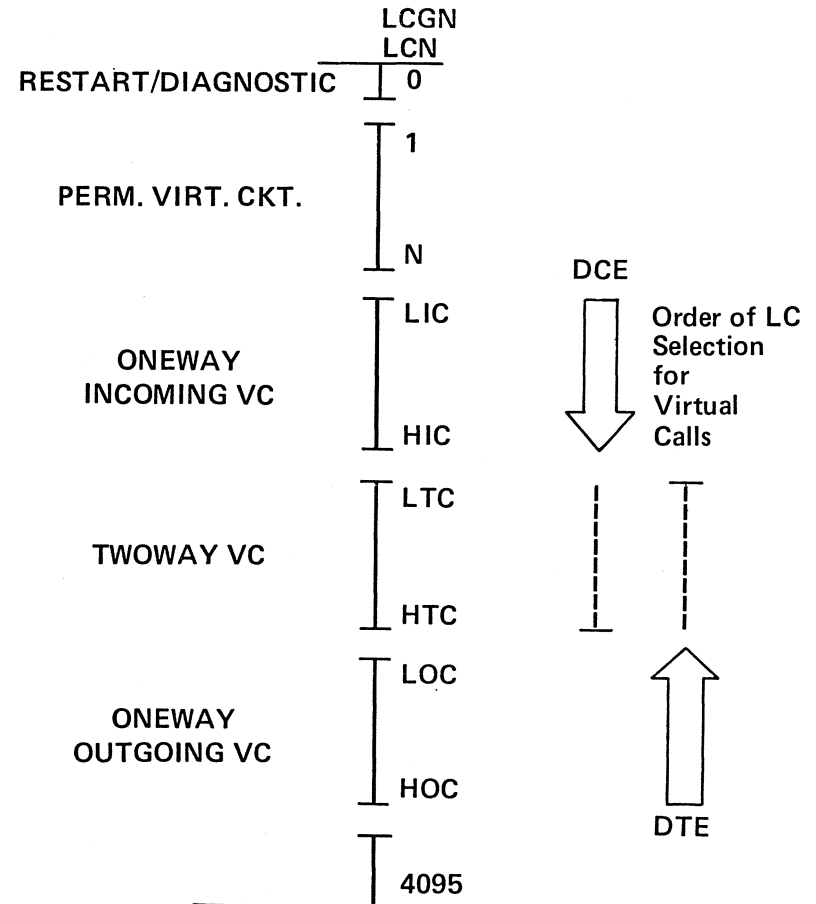 LCGN
LCN
RESTART/DIAGNOSTIC
0
1
PERM. VIRT. CKT.
N
DCE
LIC
Order of LC
Selection
for
Virtual
Calls
ONEWAY
INCOMING VC
HIC
LTC
TWOWAY VC
HTC
LOC
ONEWAY
OUTGOING VC
HOC
DTE
4095